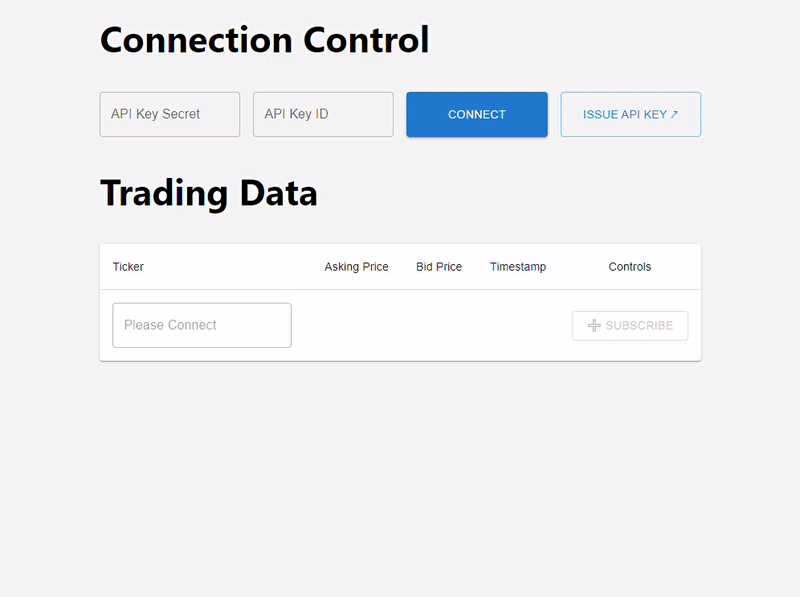 Connection Control
API Key Secret API Key ID CONNECT ISSUE API KEY ↗
Trading Data
Ticker Asking Price Bid Price Timestamp Controls
Please Connect SUBSCRIBE